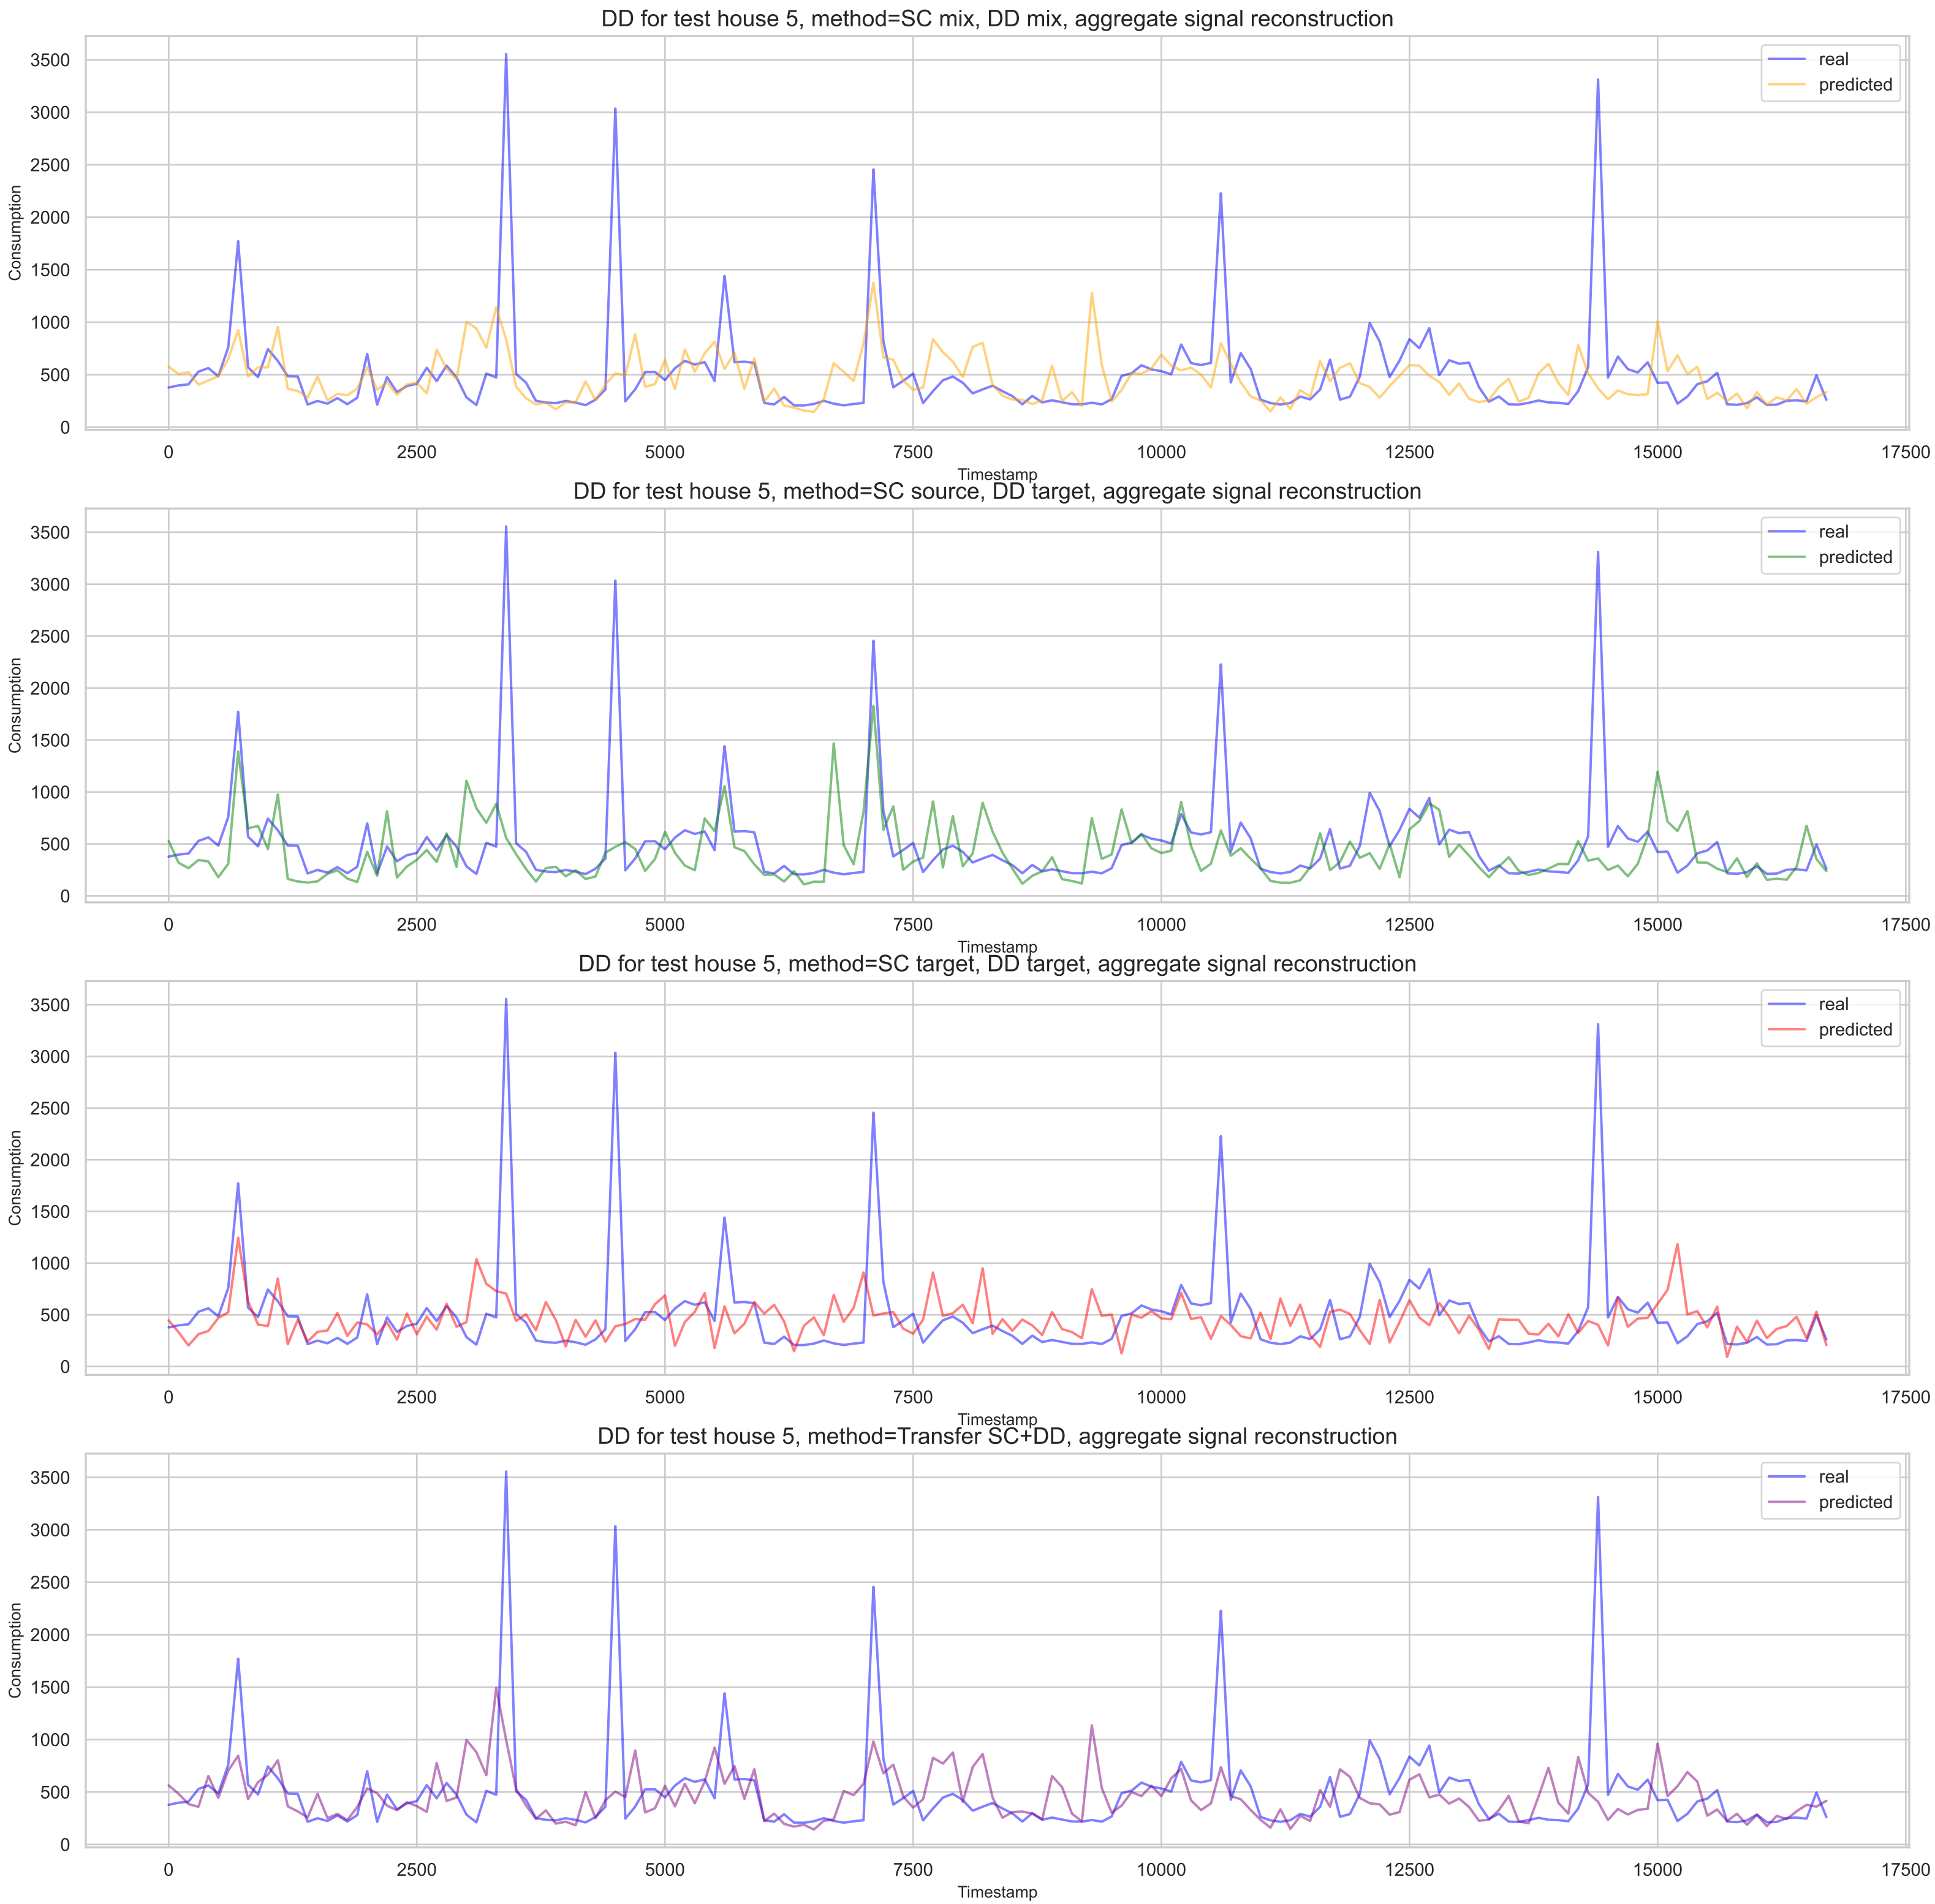 DD for test house 5, method=SC mix, DD mix, aggregate signal reconstruction
3500
3000
2500
2000
1500
1000
500
0
Consumption
real
predicted
0 2500 5000 7500 10000 12500 15000 17500
Timestamp
DD for test house 5, method=SC source, DD target, aggregate signal reconstruction
3500
3000
2500
2000
1500
1000
500
0
Consumption
real
predicted
0 2500 5000 7500 10000 12500 15000 17500
Timestamp
DD for test house 5, method=SC target, DD target, aggregate signal reconstruction
3500
3000
2500
2000
1500
1000
500
0
Consumption
real
predicted
0 2500 5000 7500 10000 12500 15000 17500
Timestamp
DD for test house 5, method=Transfer SC+DD, aggregate signal reconstruction
3500
3000
2500
2000
1500
1000
500
0
Consumption
real
predicted
0 2500 5000 7500 10000 12500 15000 17500
Timestamp